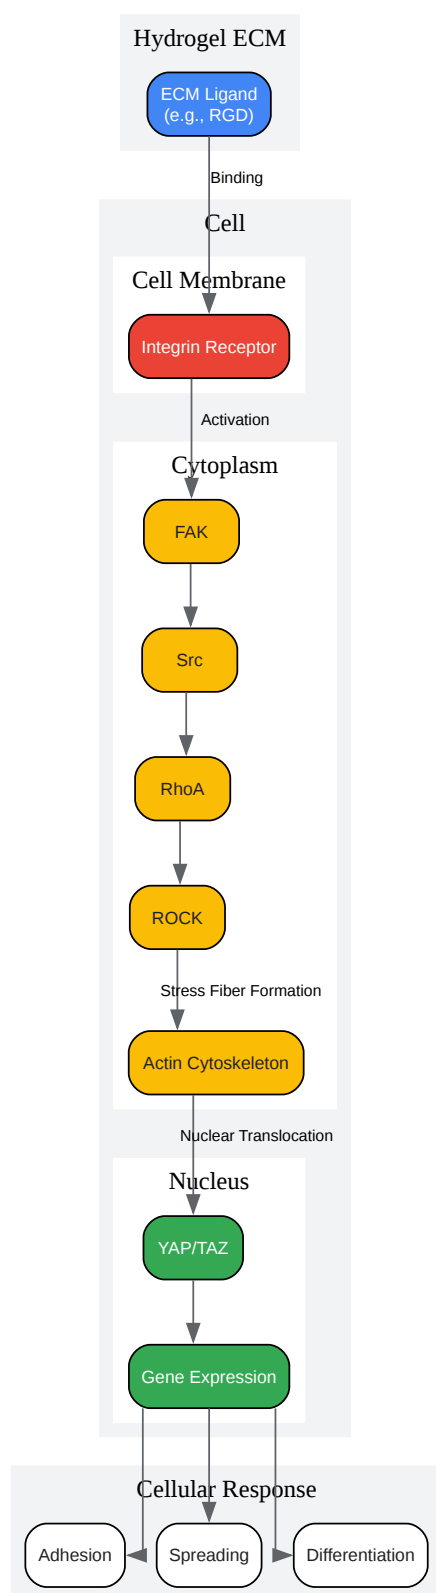 Hydrogel ECM
ECM Ligand
(e.g., RGD)
Binding
Cell
Cell Membrane
Integrin Receptor
Activation
Cytoplasm
FAK
Src
RhoA
ROCK
Stress Fiber Formation
Actin Cytoskeleton
Nuclear Translocation
Nucleus
YAP/TAZ
Gene Expression
Cellular Response
Adhesion
Spreading
Differentiation